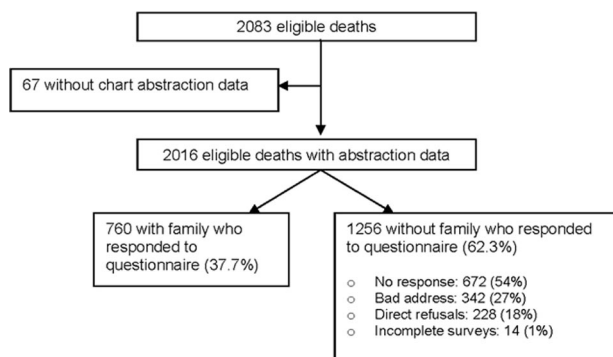 2083 eligible deaths
67 without chart abstraction data
2016 eligible deaths with abstraction data
760 with family who
responded to
questionnaire (37.7%)
1256 without family who responded
to questionnaire (62.3%)
o No response: 672 (54%)
o Bad address: 342 (27%)
o Direct refusals: 228 (18%)
o Incomplete surveys: 14 (1%)